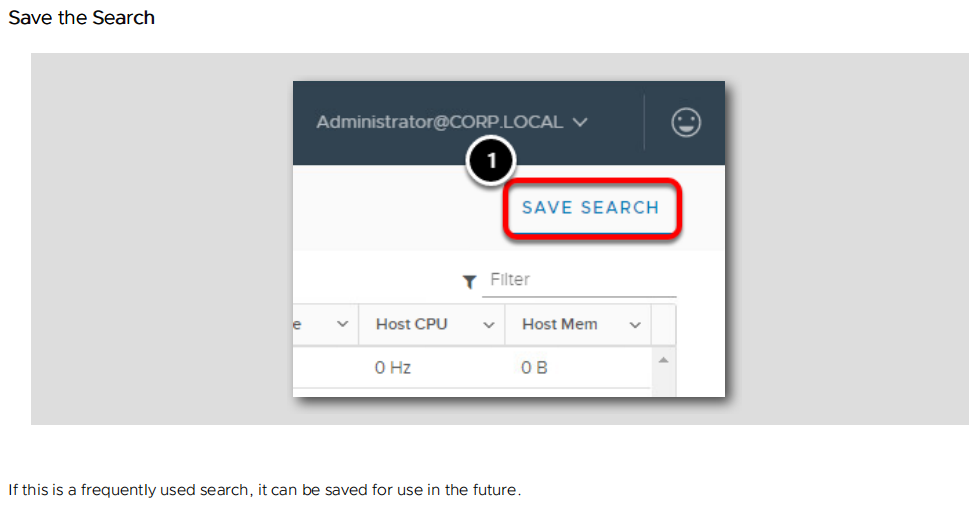 Save the Search
Administrator@CORP.LOCAL
1
SAVE SEARCH
Filter
e Host CPU Host Mem
0 Hz 0 B
If this is a frequently used search, it can be saved for use in the future.